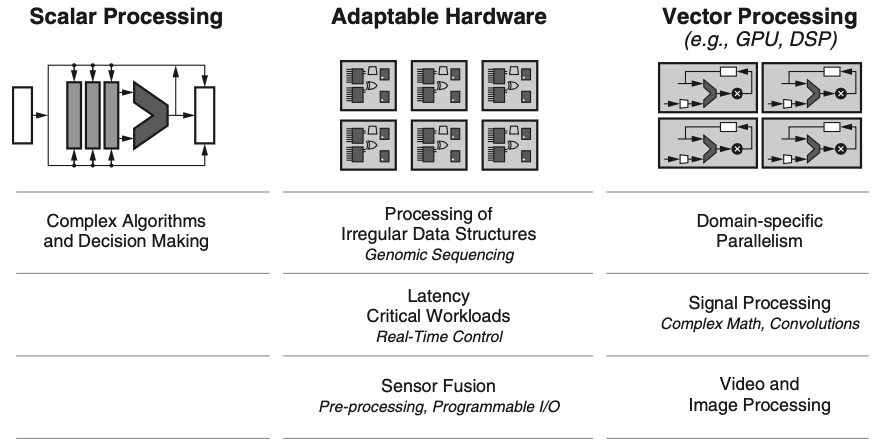 Scalar Processing
Adaptable Hardware
Vector Processing
(e.g., GPU, DSP)
Complex Algorithms
and Decision Making
Processing of
Irregular Data Structures
Genomic Sequencing
Domain-specific
Parallelism
Latency
Critical Workloads
Real-Time Control
Signal Processing
Complex Math, Convolutions
Sensor Fusion
Pre-processing, Programmable I/O
Video and
Image Processing